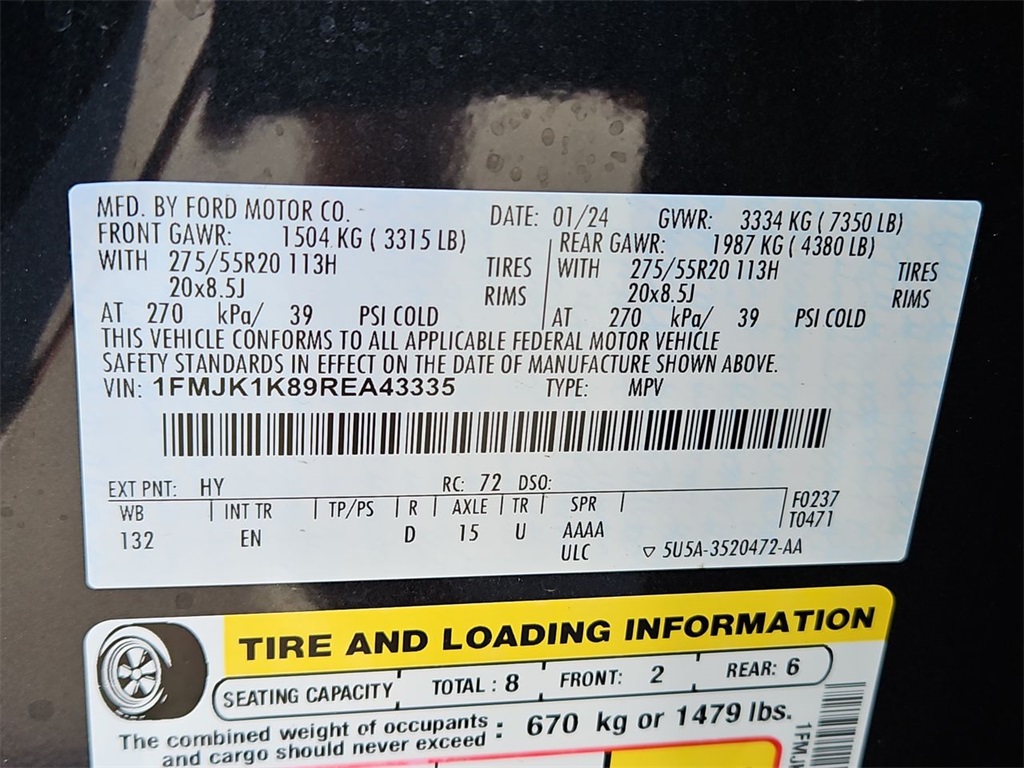 MFD. BY FORD MOTOR CO. DATE: 01/24 GVWR: 3334 KG ( 7350 LB)
FRONT GAWR: 1504 KG ( 3315 LB) REAR GAWR: 1987 KG ( 4380 LB)
WITH 275/55R20 113H TIRES WITH 275/55R20 113H TIRES
20x8.5J RIMS 20x8.5J RIMS
AT 270 kPa/ 39 PSI COLD AT 270 kPa/ 39 PSI COLD
THIS VEHICLE CONFORMS TO ALL APPLICABLE FEDERAL MOTOR VEHICLE
SAFETY STANDARDS IN EFFECT ON THE DATE OF MANUFACTURE SHOWN ABOVE.
VIN: 1FMJK1K89REA43335 TYPE: MPV
EXT PNT: HY RC: 72 DSO:
WB INT TR TP/PS R AXLE TR SPR F0237
132 EN D 15 U AAAA T0471
ULC 5U5A-3520472-AA
TIRE AND LOADING INFORMATION
SEATING CAPACITY TOTAL : 8 FRONT: 2 REAR: 6
The combined weight of occupants : 670 kg or 1479 lbs.
and cargo should never exceed
1FMJK